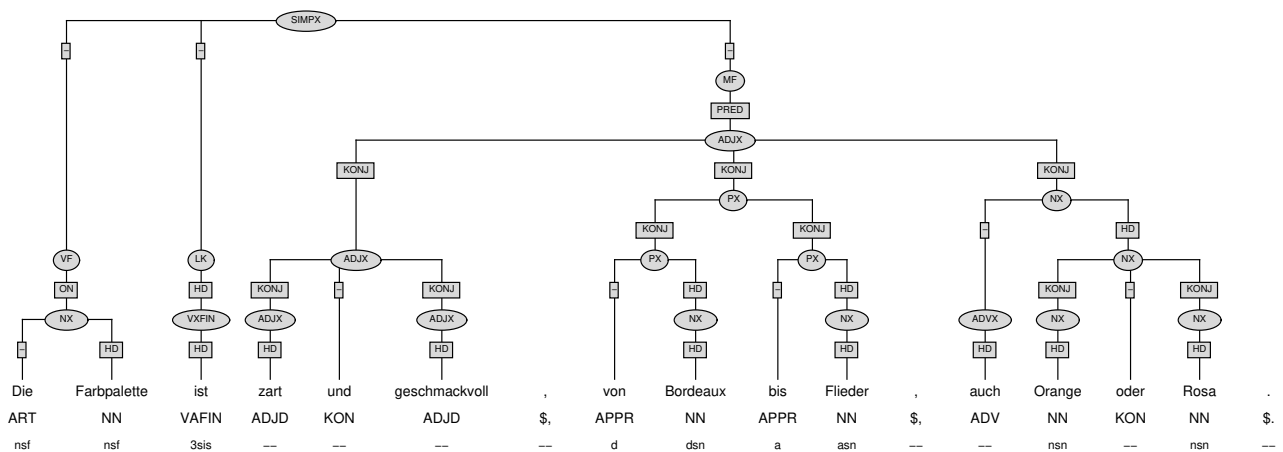 SIMPX
– – –
MF
PRED
ADJX
KONJ KONJ KONJ
PX NX
KONJ KONJ – HD
VF LK ADJX PX PX NX
ON HD KONJ – KONJ – HD – HD KONJ – KONJ
NX VXFIN ADJX ADJX NX NX ADVX NX NX
– HD HD HD HD HD HD HD HD HD
Die Farbpalette ist zart und geschmackvoll , von Bordeaux bis Flieder , auch Orange oder Rosa .
ART NN VAFIN ADJD KON ADJD $, APPR NN APPR NN $, ADV NN KON NN $.
nsf nsf 3sis –– –– –– –– d dsn a asn –– –– nsn –– nsn ––